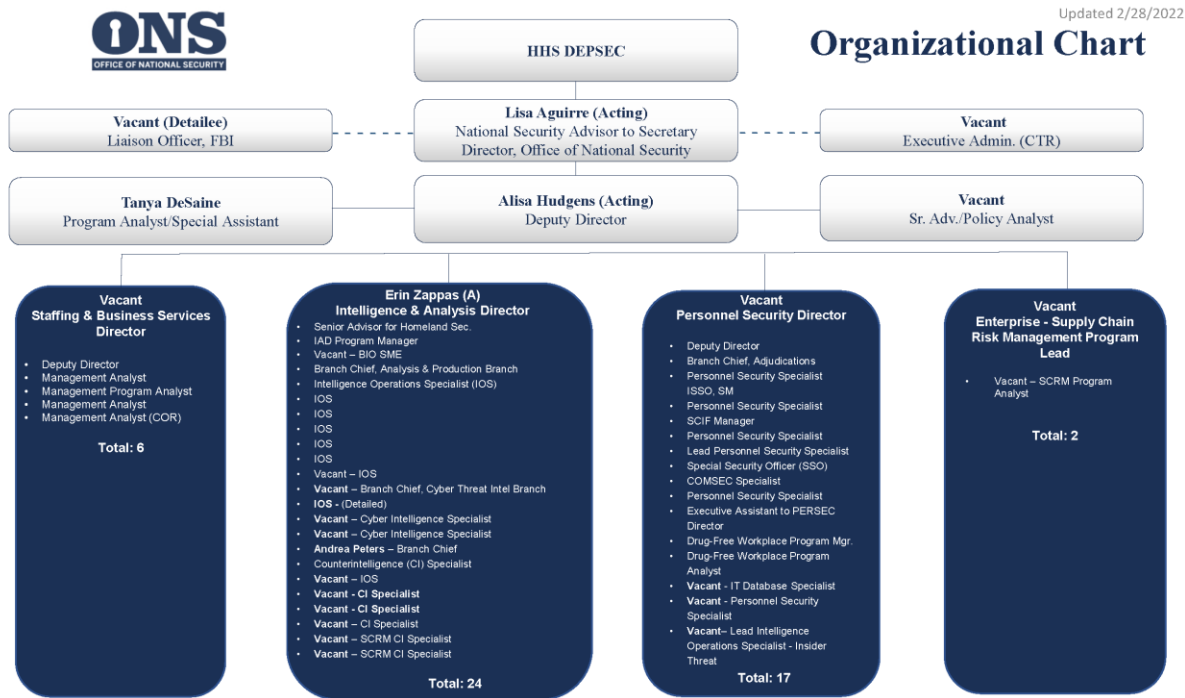 Updated 2/28/2022
ONS
OFFICE OF NATIONAL SECURITY
Organizational Chart
HHS DEPSEC
Vacant (Detailee)
Liaison Officer, FBI
Lisa Aguirre (Acting)
National Security Advisor to Secretary
Director, Office of National Security
Vacant
Executive Admin. (CTR)
Tanya DeSaine
Program Analyst/Special Assistant
Alisa Hudgens (Acting)
Deputy Director
Vacant
Sr. Adv./Policy Analyst
Vacant
Staffing & Business Services
Director
• Deputy Director
• Management Analyst
• Management Program Analyst
• Management Analyst
• Management Analyst (COR)
Total: 6
Erin Zappas (A)
Intelligence & Analysis Director
• Senior Advisor for Homeland Sec.
• IAD Program Manager
• Vacant – BIO SME
• Branch Chief, Analysis & Production Branch
• Intelligence Operations Specialist (IOS)
• IOS
• IOS
• IOS
• IOS
• IOS
• Vacant – IOS
• Vacant – Branch Chief, Cyber Threat Intel Branch
• IOS - (Detailed)
• Vacant – Cyber Intelligence Specialist
• Vacant – Cyber Intelligence Specialist
• Andrea Peters – Branch Chief
• Counterintelligence (CI) Specialist
• Vacant – IOS
• Vacant - CI Specialist
• Vacant - CI Specialist
• Vacant – CI Specialist
• Vacant – SCRM CI Specialist
• Vacant – SCRM CI Specialist
Total: 24
Vacant
Personnel Security Director
• Deputy Director
• Branch Chief, Adjudications
• Personnel Security Specialist
ISSO, SM
• Personnel Security Specialist
• SCIF Manager
• Personnel Security Specialist
• Lead Personnel Security Specialist
• Special Security Officer (SSO)
• COMSEC Specialist
• Personnel Security Specialist
• Executive Assistant to PERSEC
Director
• Drug-Free Workplace Program Mgr.
• Drug-Free Workplace Program
Analyst
• Vacant - IT Database Specialist
• Vacant - Personnel Security
Specialist
• Vacant– Lead Intelligence
Operations Specialist - Insider
Threat
Total: 17
Vacant
Enterprise - Supply Chain
Risk Management Program
Lead
• Vacant – SCRM Program
Analyst
Total: 2